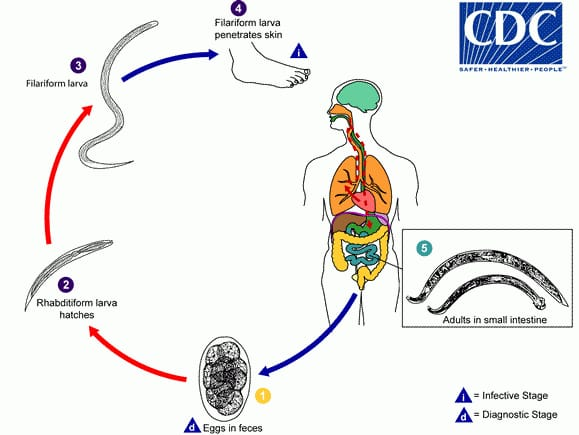 4
Filariform larva
penetrates skin
i
CDC
SAFER • HEALTHIER • PEOPLE™
3
Filariform larva
5
Adults in small intestine
2
Rhabditiform larva
hatches
1
d Eggs in feces
i = Infective Stage
d = Diagnostic Stage